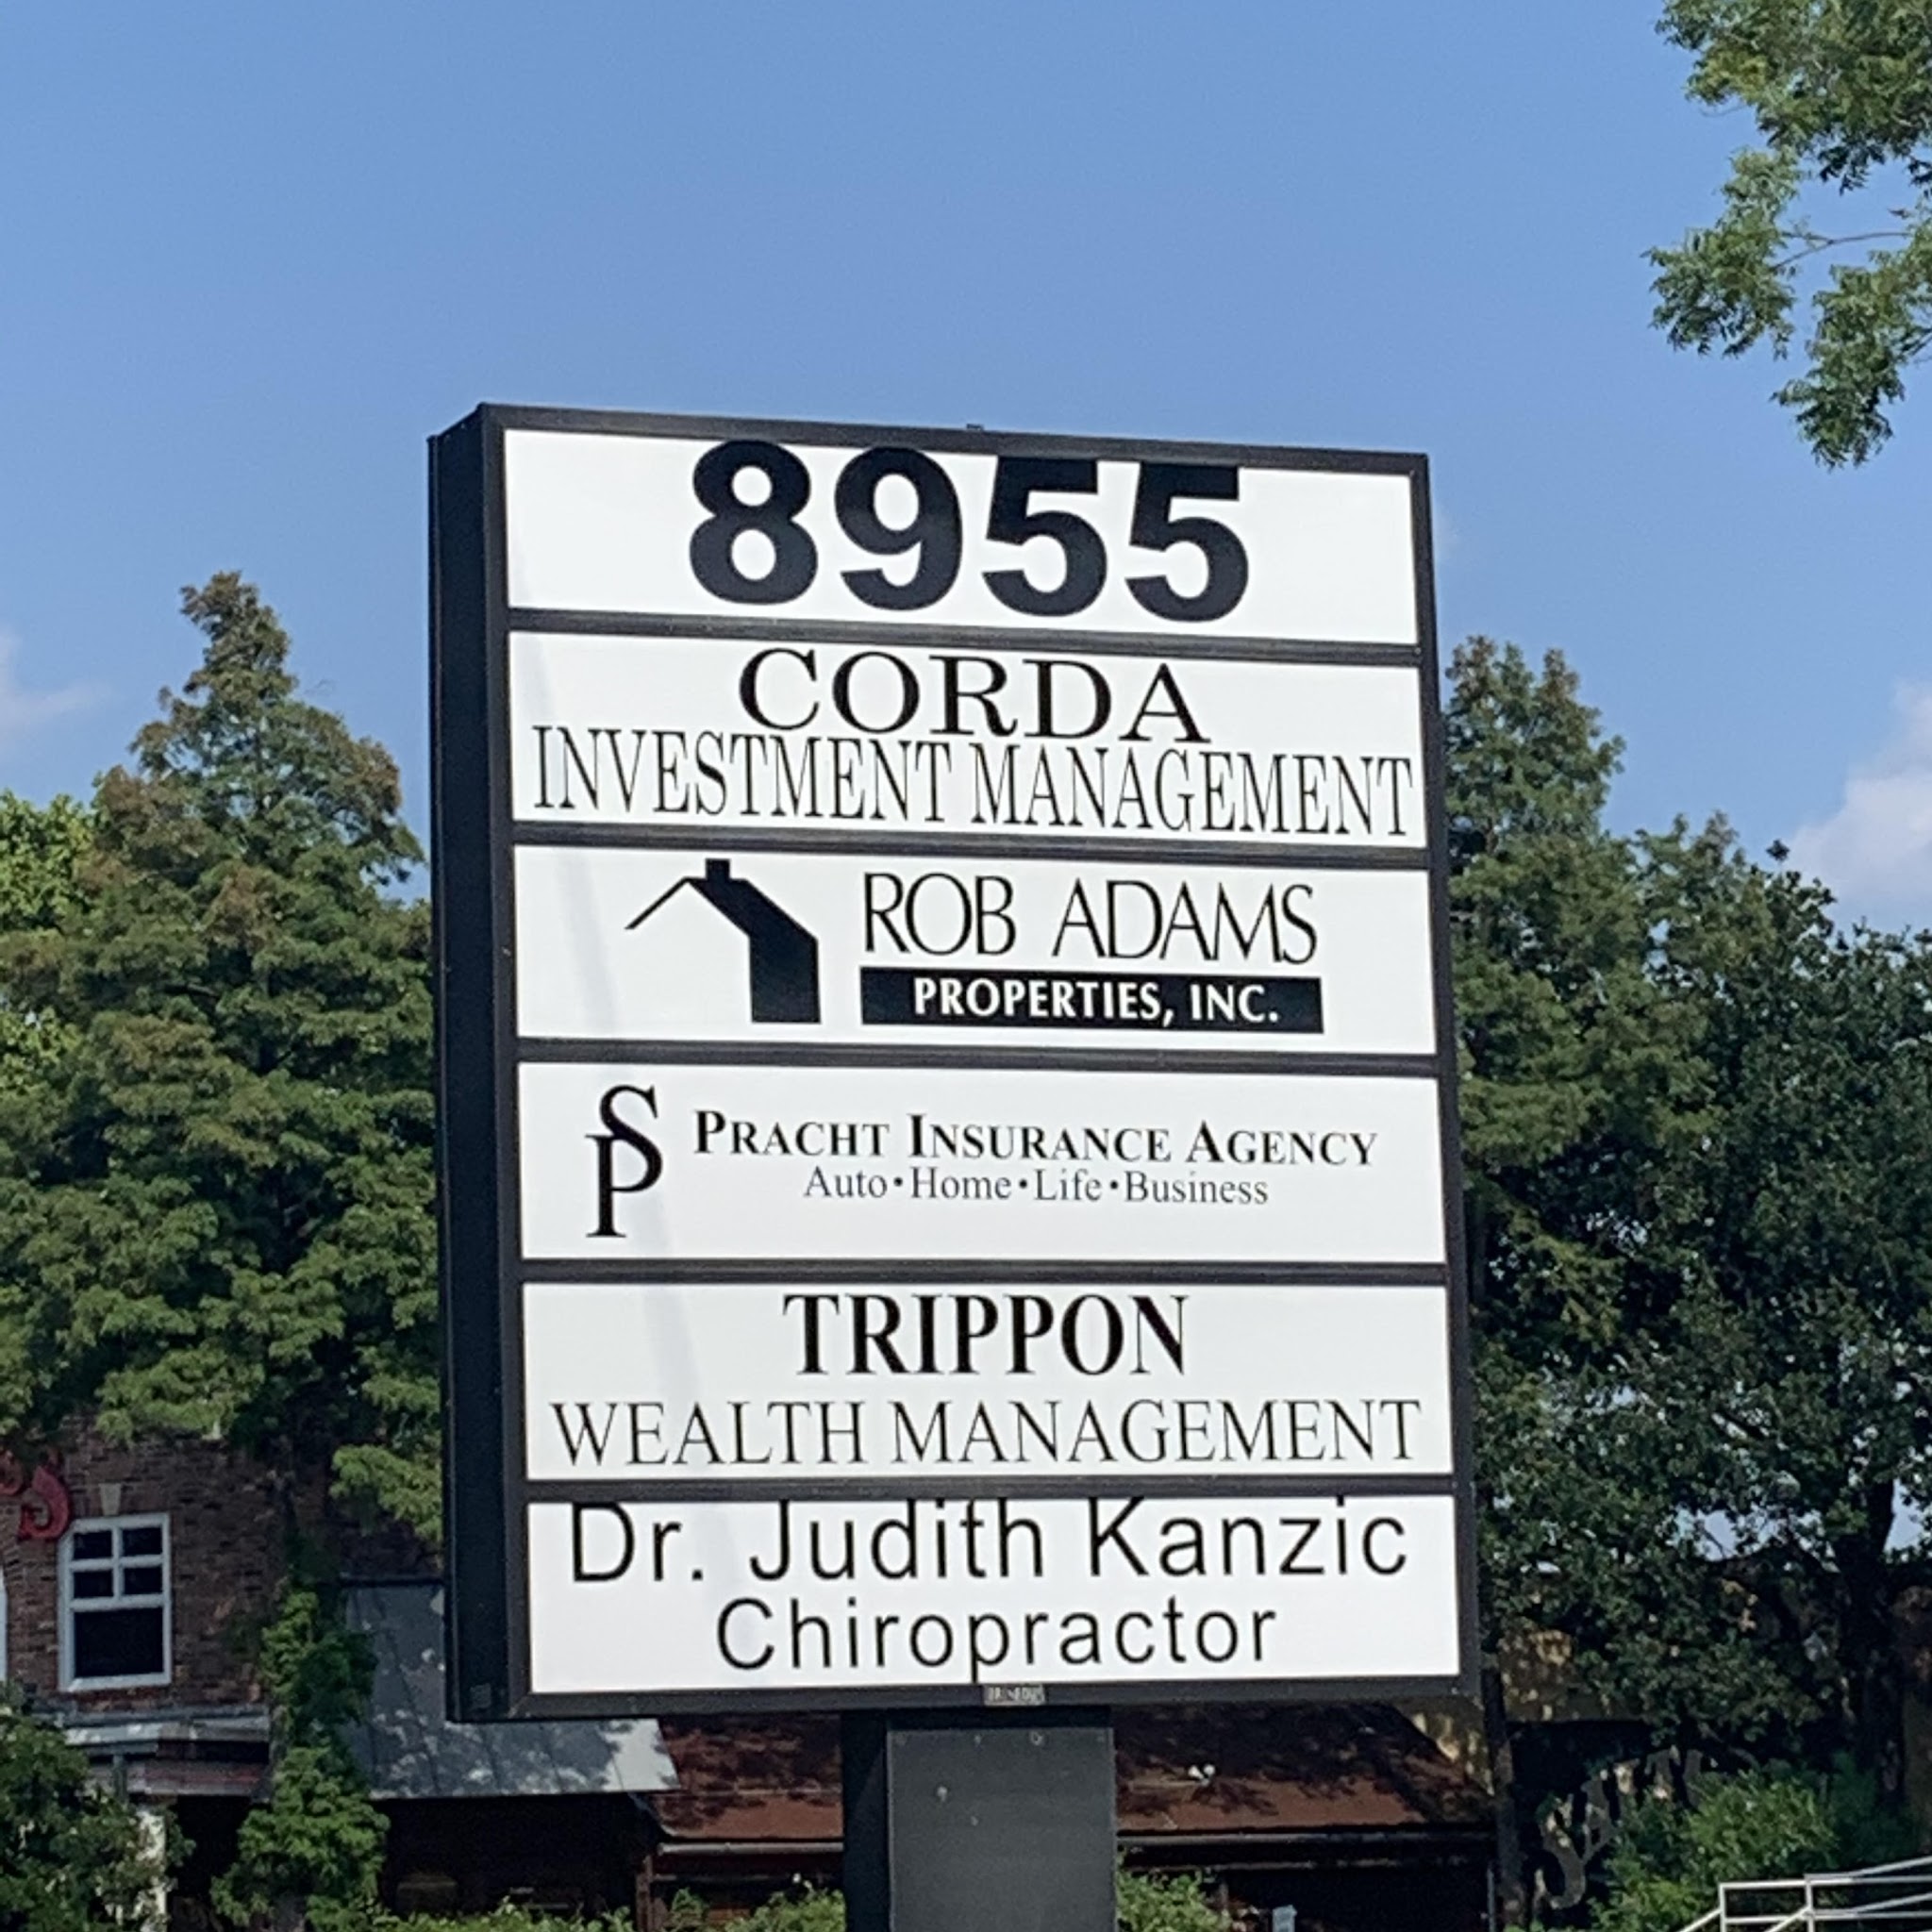 8955
CORDA
INVESTMENT MANAGEMENT
ROB ADAMS
PROPERTIES, INC.
SP
PRACHT INSURANCE AGENCY
Auto•Home•Life•Business
TRIPPON
WEALTH MANAGEMENT
Dr. Judith Kanzic
Chiropractor